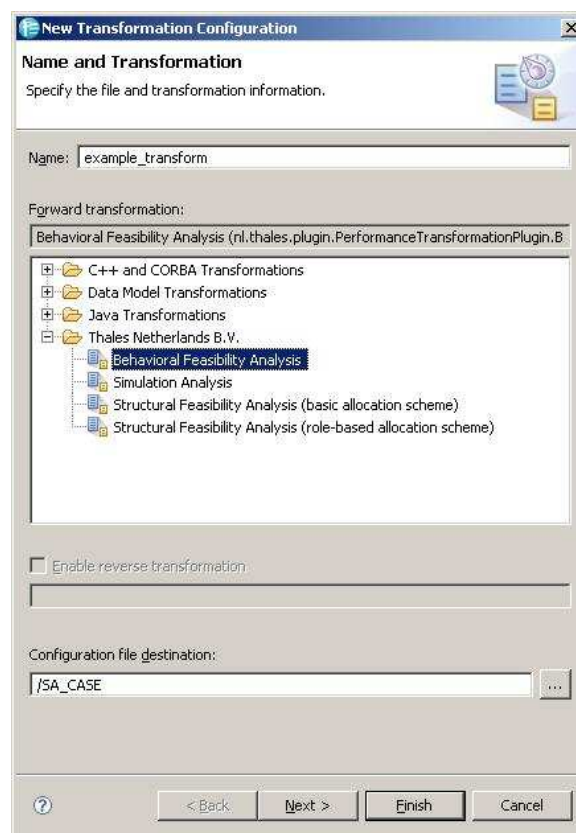 New Transformation Configuration
Name and Transformation
Specify the file and transformation information.
Name: example_transform
Forward transformation:
Behavioral Feasibility Analysis (nl.thales.plugin.PerformanceTransformationPlugin.B
C++ and CORBA Transformations
Data Model Transformations
Java Transformations
Thales Netherlands B.V.
Behavioral Feasibility Analysis
Simulation Analysis
Structural Feasibility Analysis (basic allocation scheme)
Structural Feasibility Analysis (role-based allocation scheme)
Enable reverse transformation
Configuration file destination:
/SA_CASE
...
< Back Next > Finish Cancel